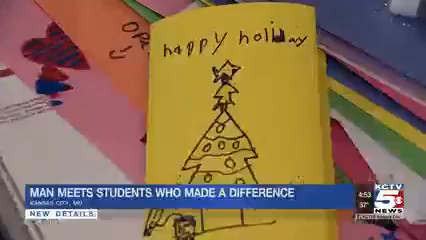 OR
happy holiday
MAN MEETS STUDENTS WHO MADE A DIFFERENCE
KANSAS CITY, MO
NEW DETAILS
4:53
37°
KCTV
5
NEWS